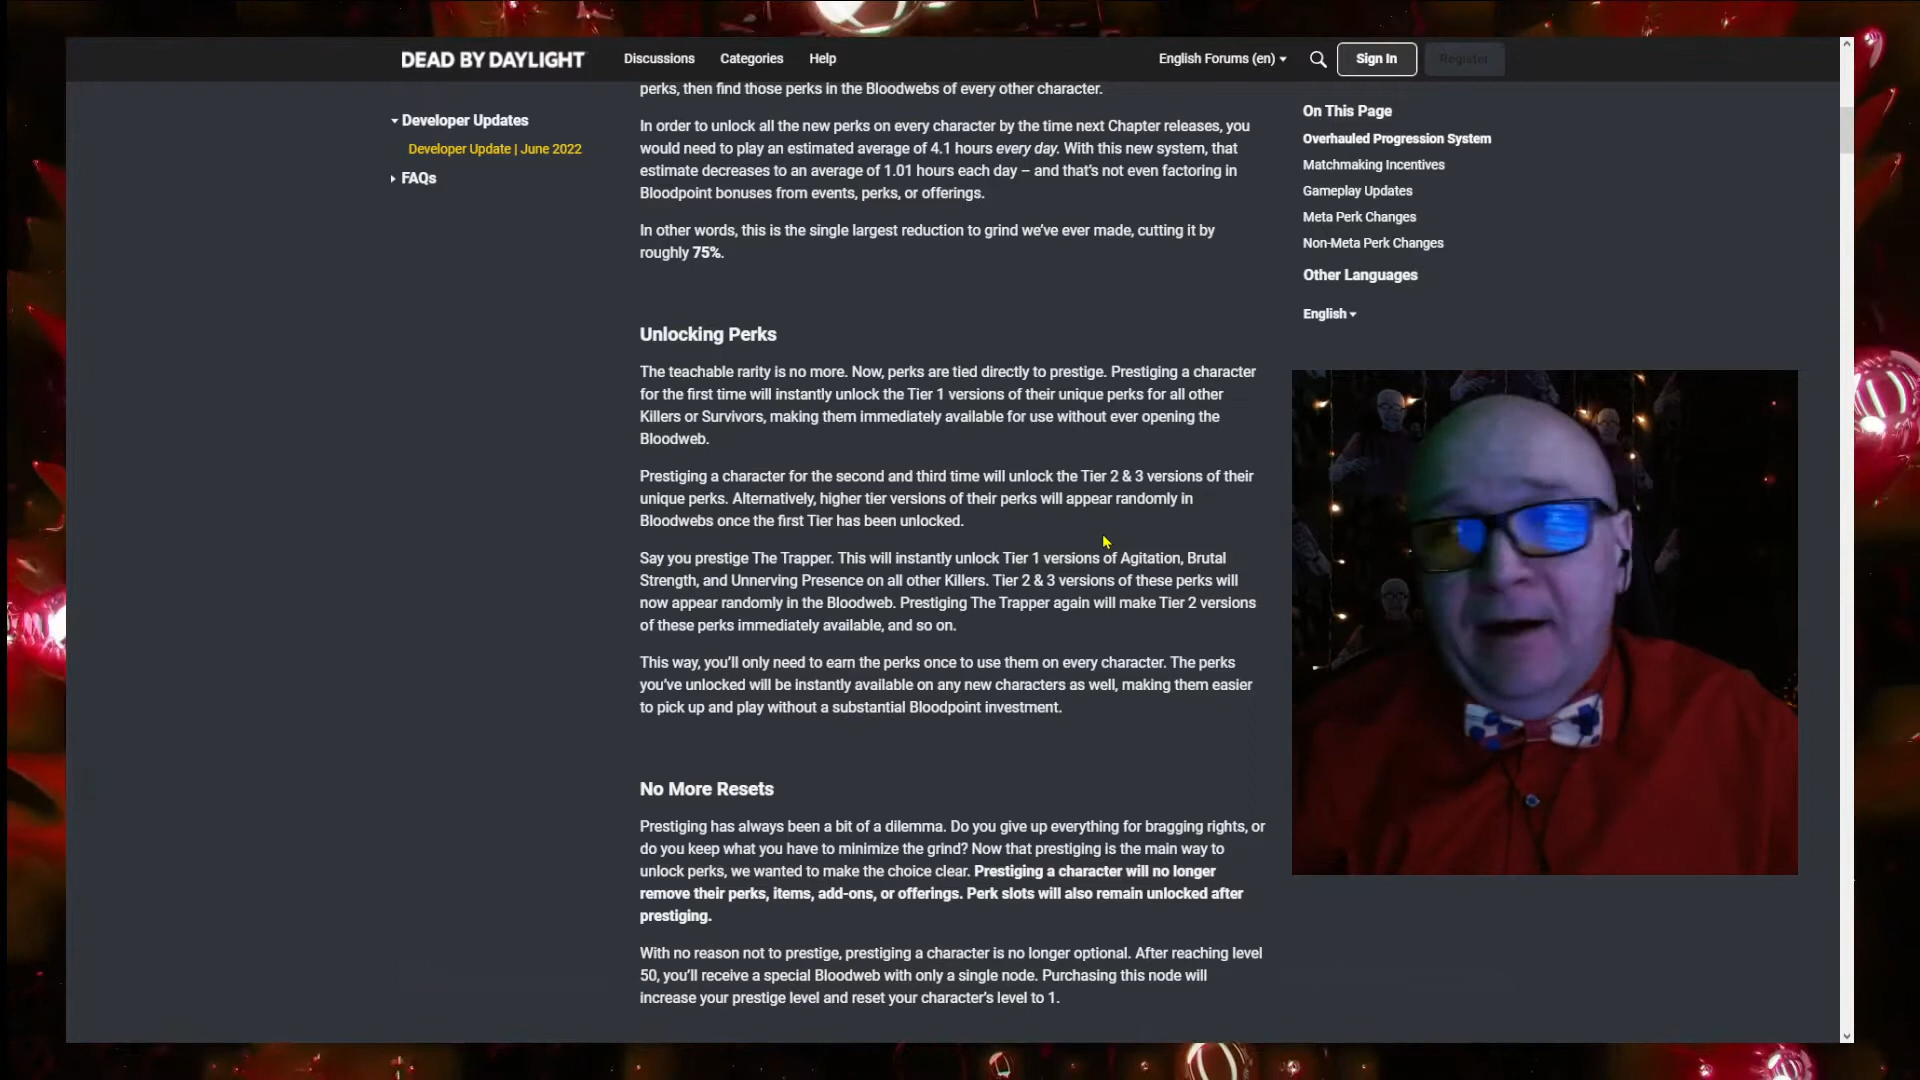 DEAD BY DAYLIGHT
Discussions
Categories
Help
English Forums (en)
Sign In
Register
Developer Updates
Developer Update | June 2022
FAQs
perks, then find those perks in the Bloodwebs of every other character.
In order to unlock all the new perks on every character by the time next Chapter releases, you
would need to play an estimated average of 4.1 hours every day. With this new system, that
estimate decreases to an average of 1.01 hours each day – and that's not even factoring in
Bloodpoint bonuses from events, perks, or offerings.
In other words, this is the single largest reduction to grind we've ever made, cutting it by
roughly 75%.
Unlocking Perks
The teachable rarity is no more. Now, perks are tied directly to prestige. Prestiging a character
for the first time will instantly unlock the Tier 1 versions of their unique perks for all other
Killers or Survivors, making them immediately available for use without ever opening the
Bloodweb.
Prestiging a character for the second and third time will unlock the Tier 2 & 3 versions of their
unique perks. Alternatively, higher tier versions of their perks will appear randomly in
Bloodwebs once the first Tier has been unlocked.
Say you prestige The Trapper. This will instantly unlock Tier 1 versions of Agitation, Brutal
Strength, and Unnerving Presence on all other Killers. Tier 2 & 3 versions of these perks will
now appear randomly in the Bloodweb. Prestiging The Trapper again will make Tier 2 versions
of these perks immediately available, and so on.
This way, you'll only need to earn the perks once to use them on every character. The perks
you've unlocked will be instantly available on any new characters as well, making them easier
to pick up and play without a substantial Bloodpoint investment.
No More Resets
Prestiging has always been a bit of a dilemma. Do you give up everything for bragging rights, or
do you keep what you have to minimize the grind? Now that prestiging is the main way to
unlock perks, we wanted to make the choice clear. Prestiging a character will no longer
remove their perks, items, add-ons, or offerings. Perk slots will also remain unlocked after
prestiging.
With no reason not to prestige, prestiging a character is no longer optional. After reaching level
50, you'll receive a special Bloodweb with only a single node. Purchasing this node will
increase your prestige level and reset your character's level to 1.
On This Page
Overhauled Progression System
Matchmaking Incentives
Gameplay Updates
Meta Perk Changes
Non-Meta Perk Changes
Other Languages
English